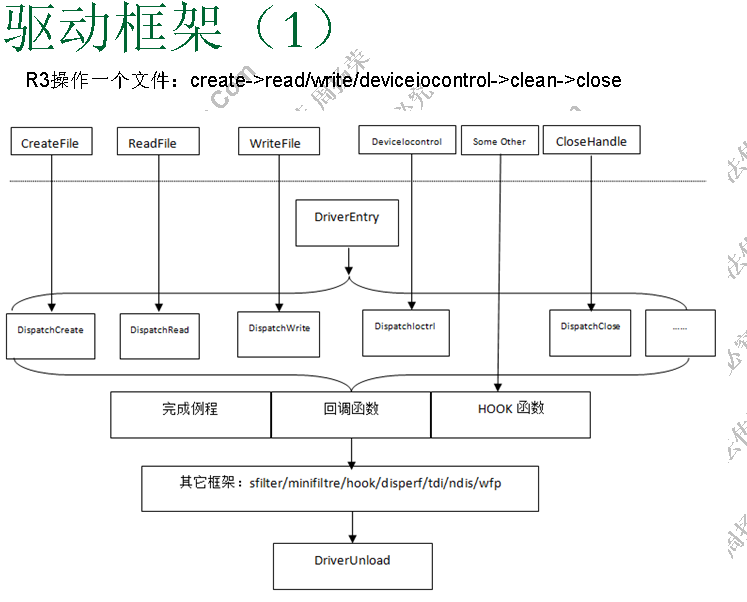 驱动框架（1）
R3操作一个文件：create->read/write/deviceiocontrol->clean->close
CreateFile
ReadFile
WriteFile
DeviceIocontrol
Some Other
CloseHandle
DriverEntry
DispatchCreate
DispatchRead
DispatchWrite
DispatchIoctrl
DispatchClose
……
完成例程
回调函数
HOOK 函数
其它框架：sfilter/minifiltre/hook/disperf/tdi/ndis/wfp
DriverUnload